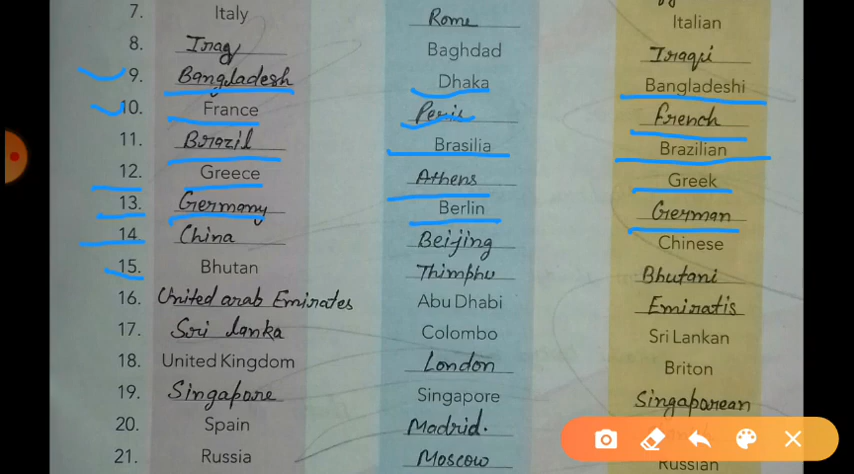 7. Italy Rome Italian
8. Iraq Baghdad Iraqi
9. Bangladesh Dhaka Bangladeshi
10. France Peris French
11. Brazil Brasilia Brazilian
12. Greece Athens Greek
13. Germany Berlin German
14. China Beijing Chinese
15. Bhutan Thimphu Bhutani
16. United arab Emirates Abu Dhabi Emiratis
17. Sri lanka Colombo Sri Lankan
18. United Kingdom London Briton
19. Singapore Singapore Singaporean
20. Spain Madrid.
21. Russia Moscow Russian